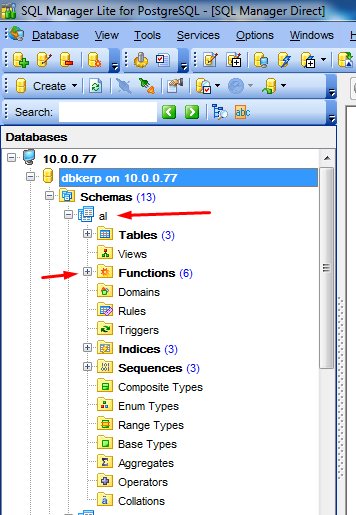 SQL Manager Lite for PostgreSQL - [SQL Manager Direct]
Database View Tools Services Options Windows H
Create
Search:
Databases
10.0.0.77
dbkerp on 10.0.0.77
Schemas (13)
al
Tables (3)
Views
Functions (6)
Domains
Rules
Triggers
Indices (3)
Sequences (3)
Composite Types
Enum Types
Range Types
Base Types
Aggregates
Operators
Collations